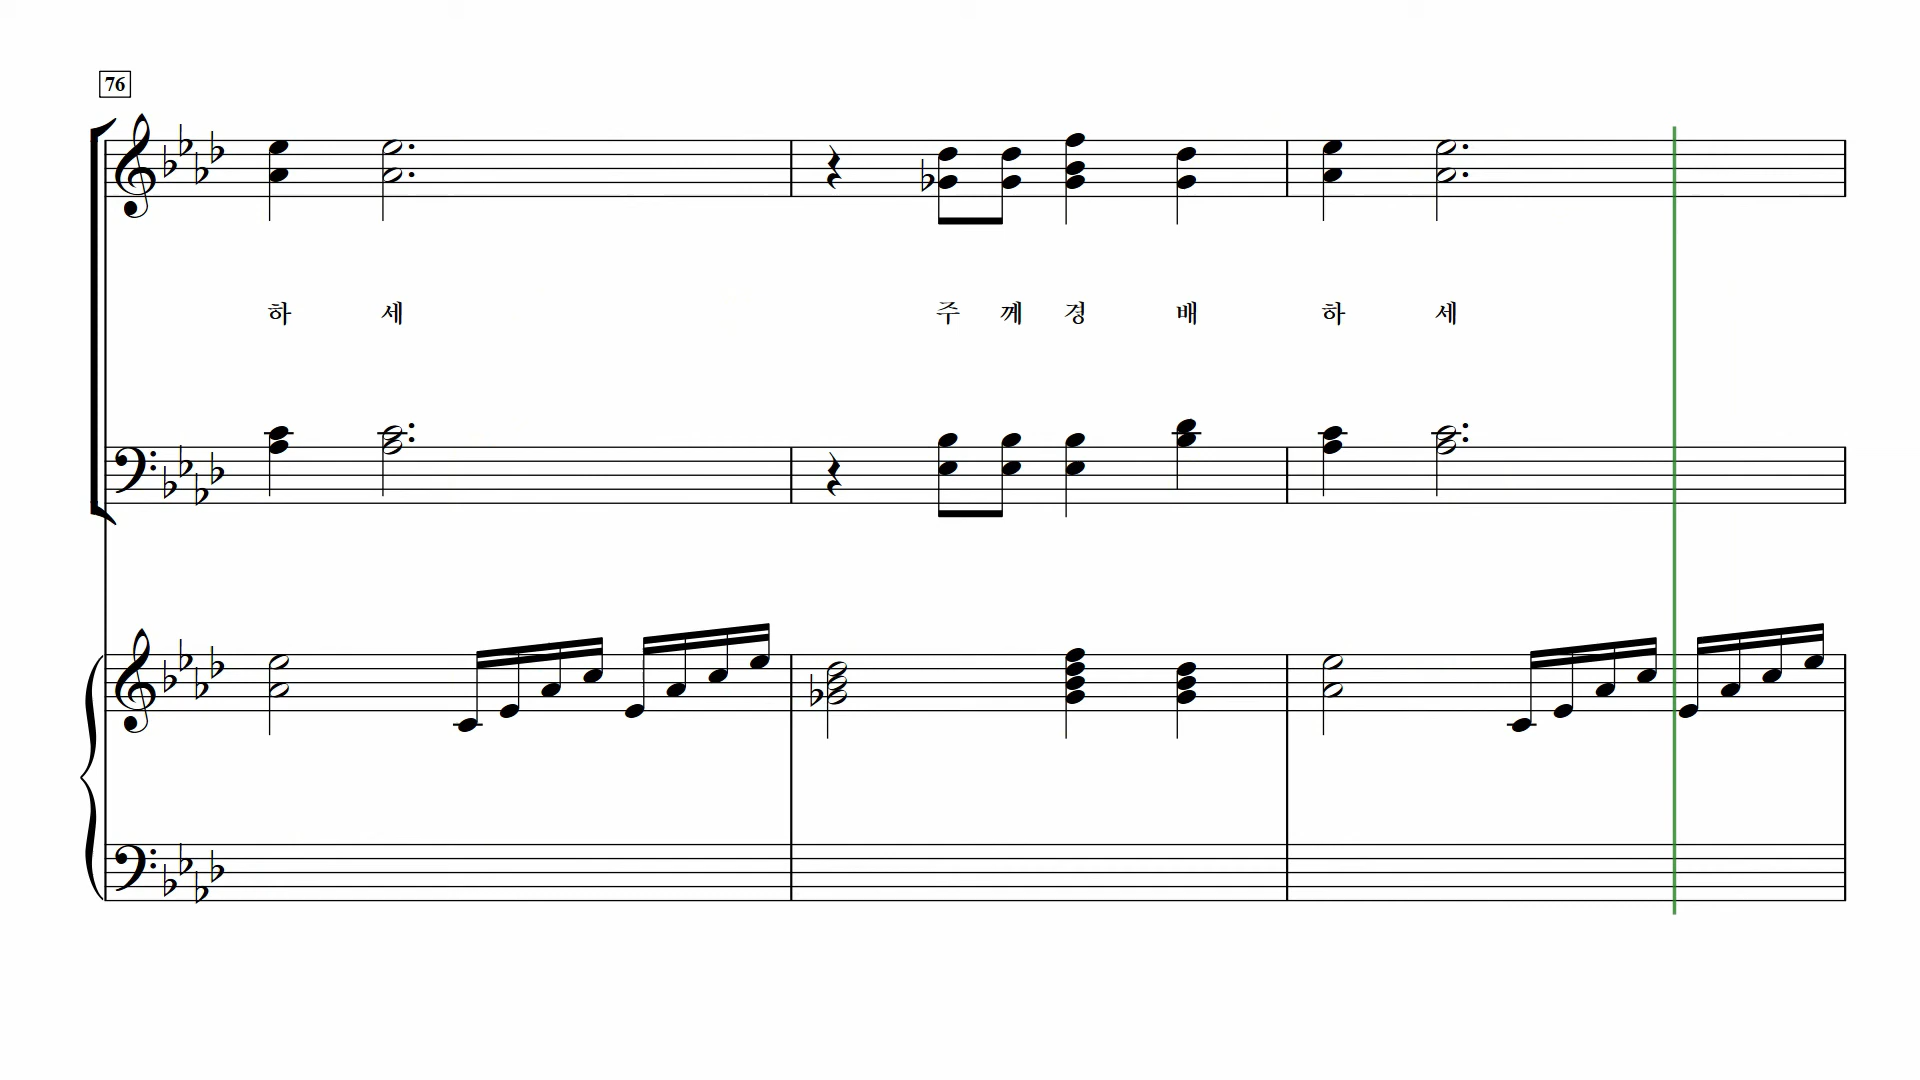 76
하 세 주 께 경 배 하 세